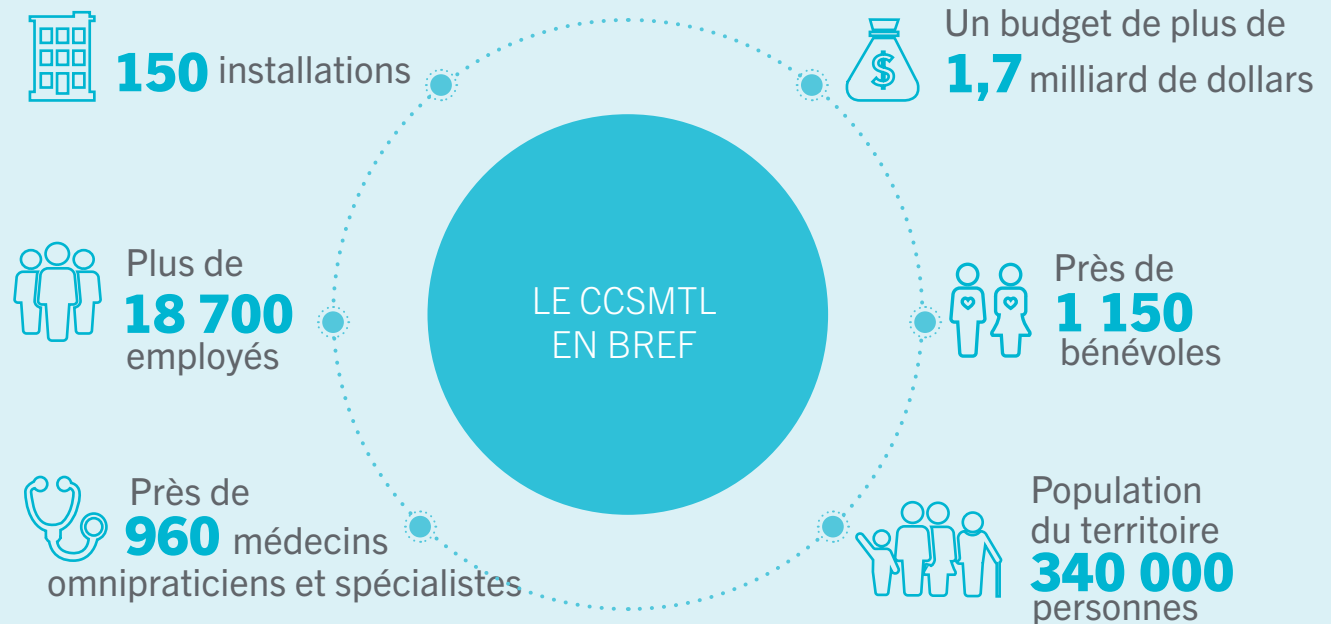 150 installations
Un budget de plus de
1,7 milliard de dollars
$
Plus de
18 700
employés
LE CCSMTL
EN BREF
Près de
1 150
bénévoles
Près de
960 médecins
omnipraticiens et spécialistes
Population
du territoire
340 000
personnes